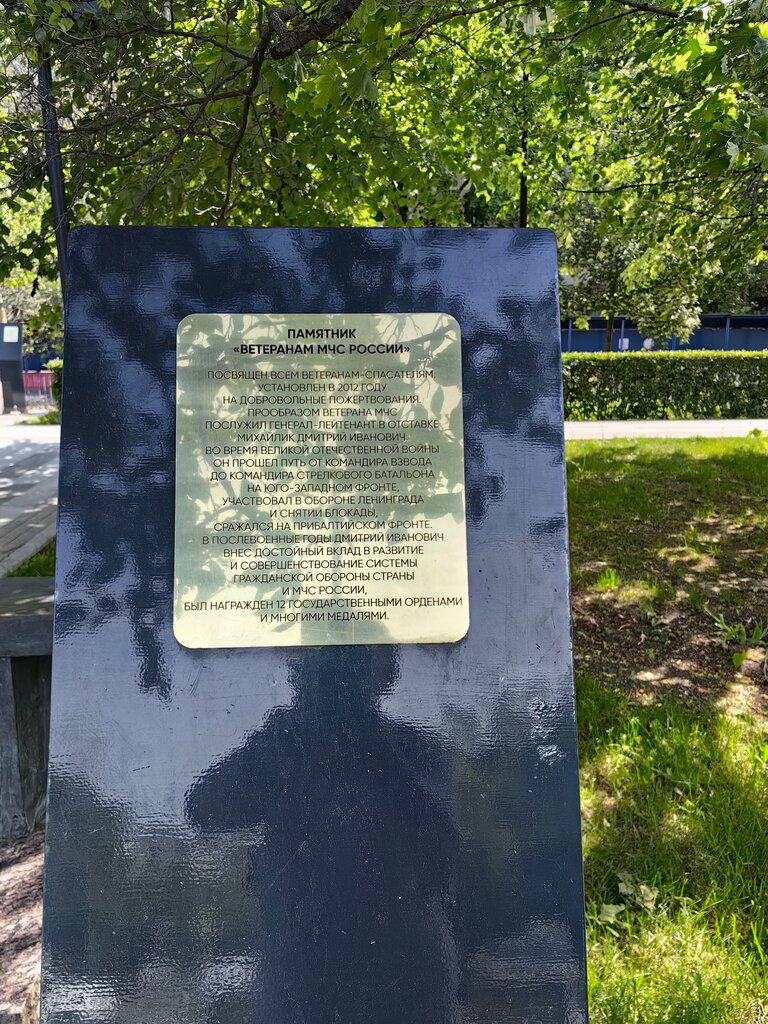 ПАМЯТНИК
«ВЕТЕРАНАМ МЧС РОССИИ»
ПОСВЯЩЕН ВСЕМ ВЕТЕРАНАМ-СПАСАТЕЛЯМ.
УСТАНОВЛЕН В 2012 ГОДУ
НА ДОБРОВОЛЬНЫЕ ПОЖЕРТВОВАНИЯ.
ПРООБРАЗОМ ВЕТЕРАНА МЧС
ПОСЛУЖИЛ ГЕНЕРАЛ-ЛЕЙТЕНАНТ В ОТСТАВКЕ
МИХАЙЛИК ДМИТРИЙ ИВАНОВИЧ.
ВО ВРЕМЯ ВЕЛИКОЙ ОТЕЧЕСТВЕННОЙ ВОЙНЫ
ОН ПРОШЕЛ ПУТЬ ОТ КОМАНДИРА ВЗВОДА
ДО КОМАНДИРА СТРЕЛКОВОГО БАТАЛЬОНА
НА ЮГО-ЗАПАДНОМ ФРОНТЕ,
УЧАСТВОВАЛ В ОБОРОНЕ ЛЕНИНГРАДА
И СНЯТИИ БЛОКАДЫ,
СРАЖАЛСЯ НА ПРИБАЛТИЙСКОМ ФРОНТЕ.
В ПОСЛЕВОЕННЫЕ ГОДЫ ДМИТРИЙ ИВАНОВИЧ
ВНЕС ДОСТОЙНЫЙ ВКЛАД В РАЗВИТИЕ
И СОВЕРШЕНСТВОВАНИЕ СИСТЕМЫ
ГРАЖДАНСКОЙ ОБОРОНЫ СТРАНЫ
И МЧС РОССИИ,
БЫЛ НАГРАЖДЕН 12 ГОСУДАРСТВЕННЫМИ ОРДЕНАМИ
И МНОГИМИ МЕДАЛЯМИ.